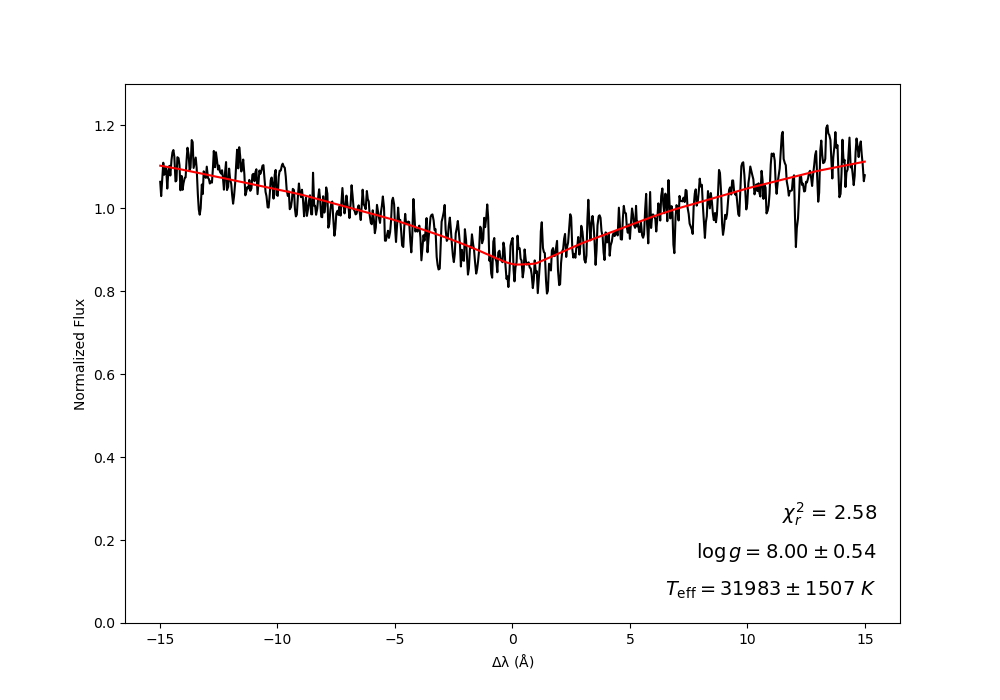 1.2
1.0
0.8
0.6
0.4
0.2
0.0
Normalized Flux
χ²ᵣ = 2.58
log g = 8.00 ± 0.54
T_eff = 31983 ± 1507 K
−15 −10 −5 0 5 10 15
Δλ (Å)